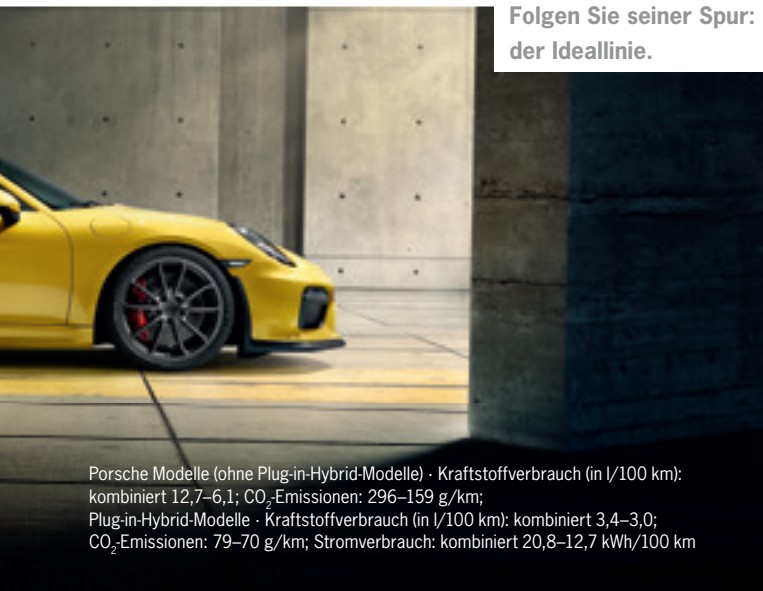 Folgen Sie seiner Spur:
der Ideallinie.
Porsche Modelle (ohne Plug-in-Hybrid-Modelle) · Kraftstoffverbrauch (in l/100 km):
kombiniert 12,7–6,1; CO₂-Emissionen: 296–159 g/km;
Plug-in-Hybrid-Modelle · Kraftstoffverbrauch (in l/100 km): kombiniert 3,4–3,0;
CO₂-Emissionen: 79–70 g/km; Stromverbrauch: kombiniert 20,8–12,7 kWh/100 km